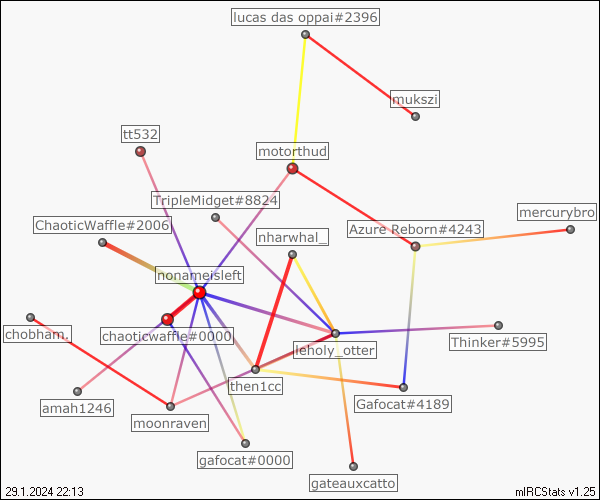 lucas das oppai#2396
mukszi
tt532
motorthud
TripleMidget#8824
mercurybro
ChaoticWaffle#2006
Azure Reborn#4243
nharwhal_
nonameisleft
chobham.
chaoticwaffle#0000
leholy_otter
Thinker#5995
then1cc
amah1246
Gafocat#4189
moonraven
gafocat#0000
gateauxcatto
29.1.2024 22:13
mIRCStats v1.25